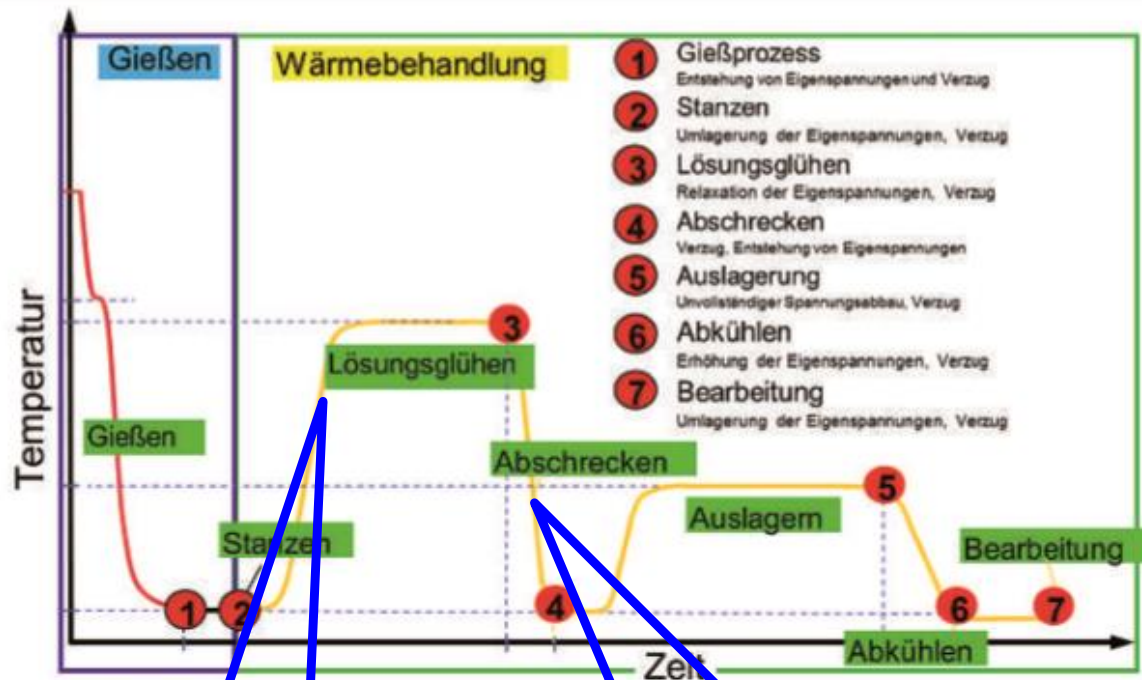 Gießen
Wärmebehandlung
1 Gießprozess
Entstehung von Eigenspannungen und Verzug
2 Stanzen
Umlagerung der Eigenspannungen, Verzug
3 Lösungsglühen
Relaxation der Eigenspannungen, Verzug
4 Abschrecken
Verzug, Entstehung von Eigenspannungen
5 Auslagerung
Unvollständiger Spannungsabbau, Verzug
6 Abkühlen
Erhöhung der Eigenspannungen, Verzug
7 Bearbeitung
Umlagerung der Eigenspannungen, Verzug
Temperatur
3
Lösungsglühen
Gießen
Abschrecken
5
Auslagern
Stanzen
Bearbeitung
1
2
4
6
7
Abkühlen
Zeit